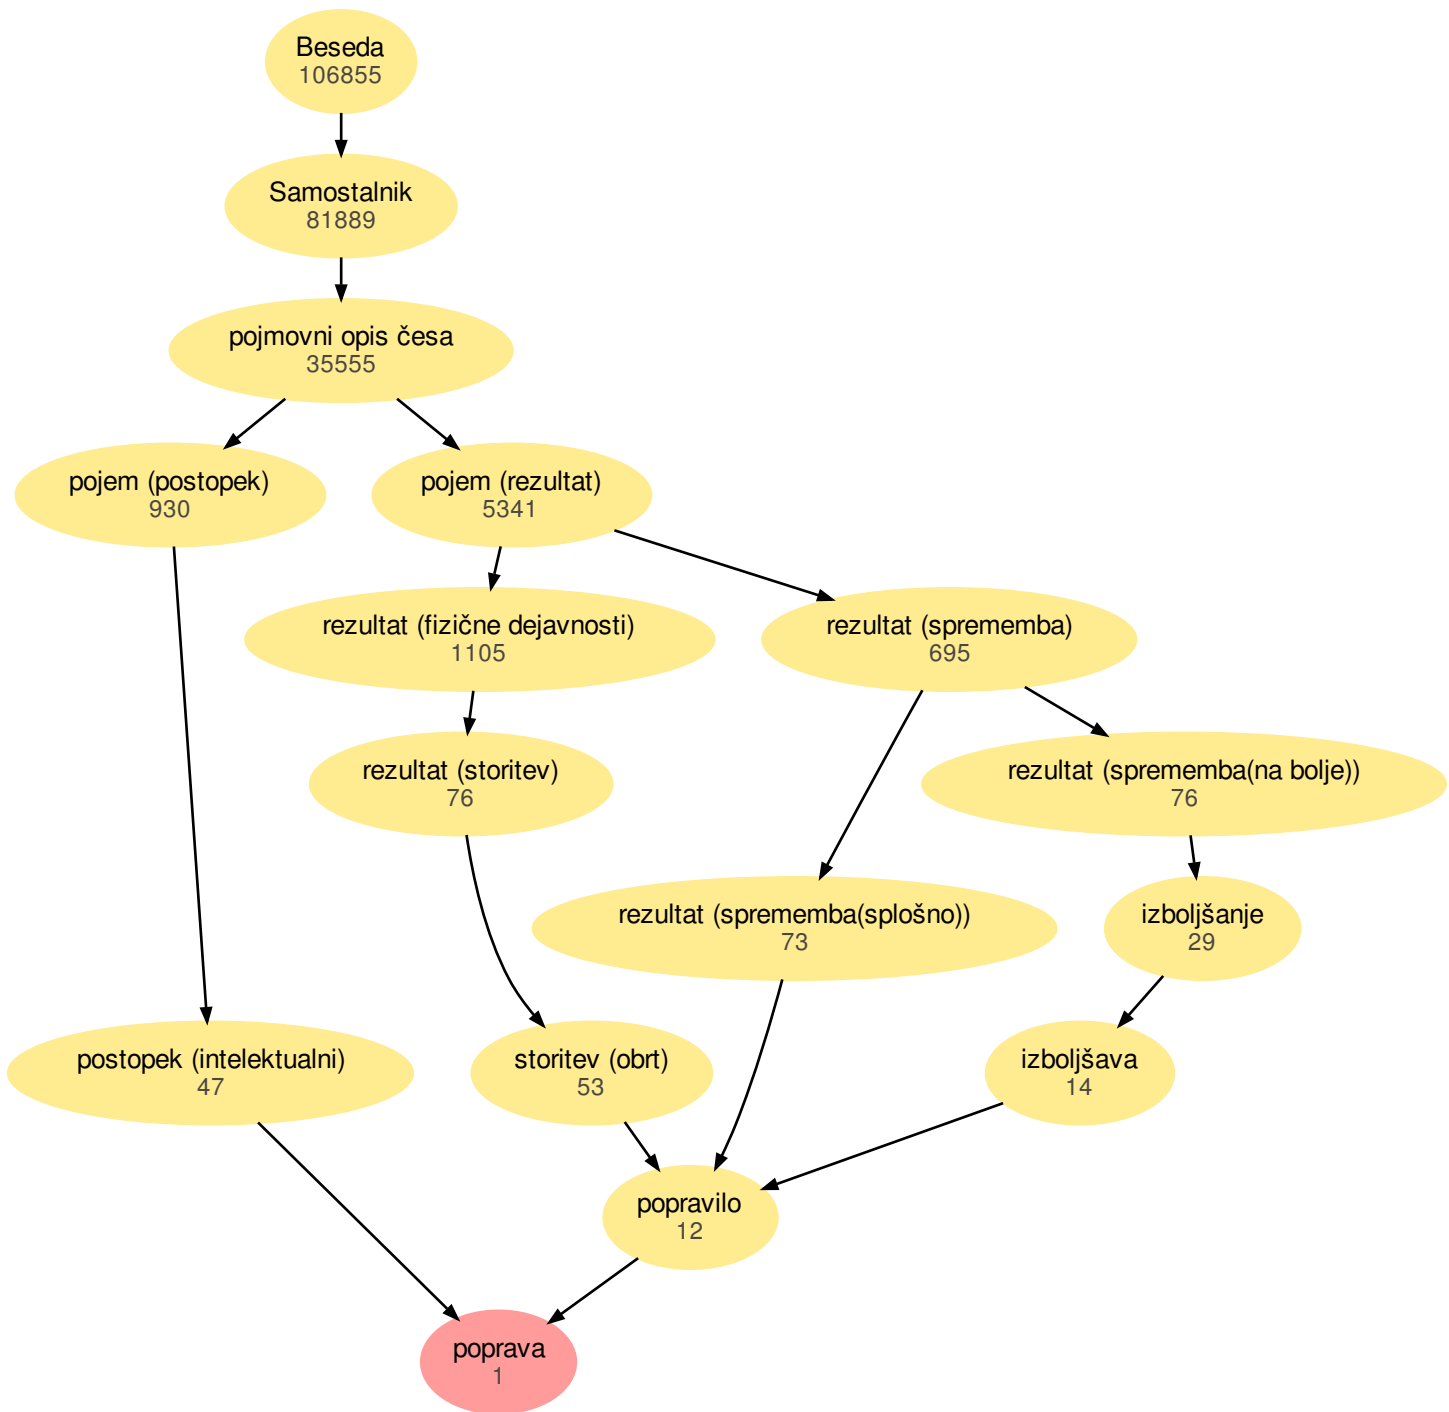 Beseda
106855
Samostalnik
81889
pojmovni opis česa
35555
pojem (postopek)
930
pojem (rezultat)
5341
rezultat (fizične dejavnosti)
1105
rezultat (sprememba)
695
rezultat (storitev)
76
rezultat (sprememba(na bolje))
76
rezultat (sprememba(splošno))
73
izboljšanje
29
postopek (intelektualni)
47
storitev (obrt)
53
izboljšava
14
popravilo
12
poprava
1